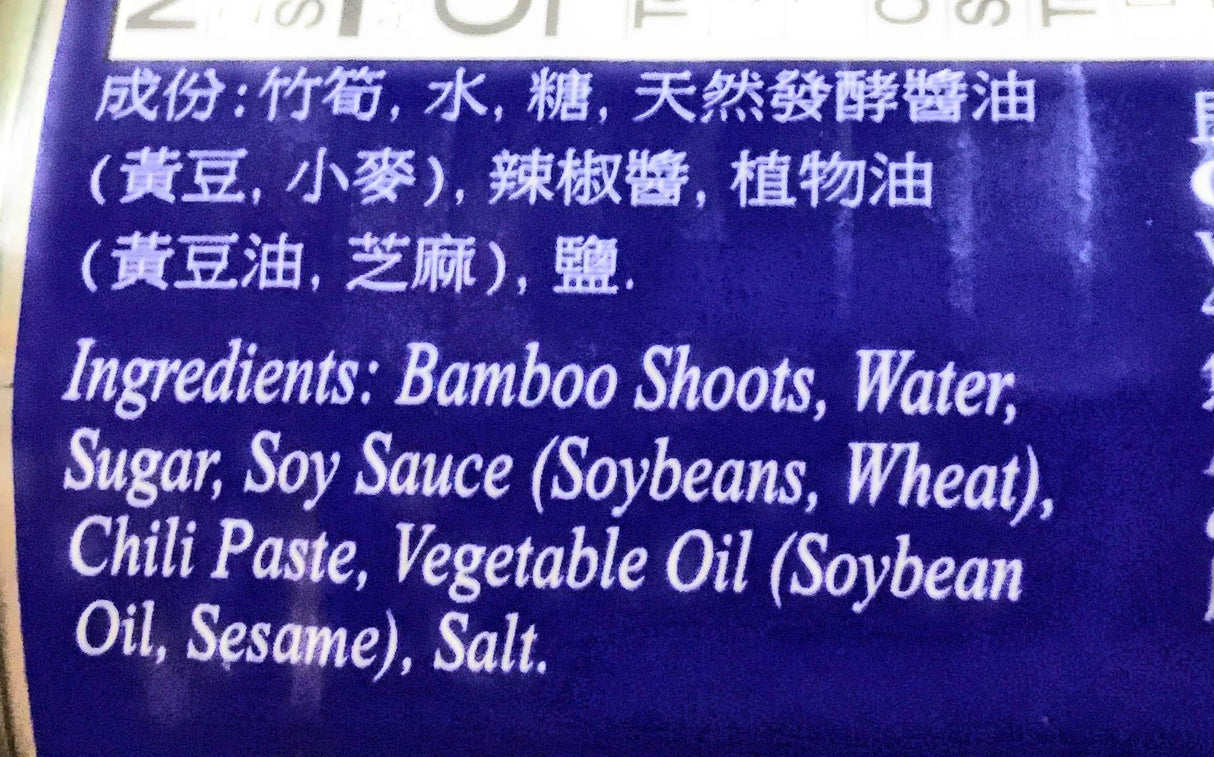 成份:竹筍, 水, 糖, 天然發酵醬油
(黃豆, 小麥), 辣椒醬, 植物油
(黃豆油, 芝麻), 鹽.
Ingredients: Bamboo Shoots, Water,
Sugar, Soy Sauce (Soybeans, Wheat),
Chili Paste, Vegetable Oil (Soybean
Oil, Sesame), Salt.